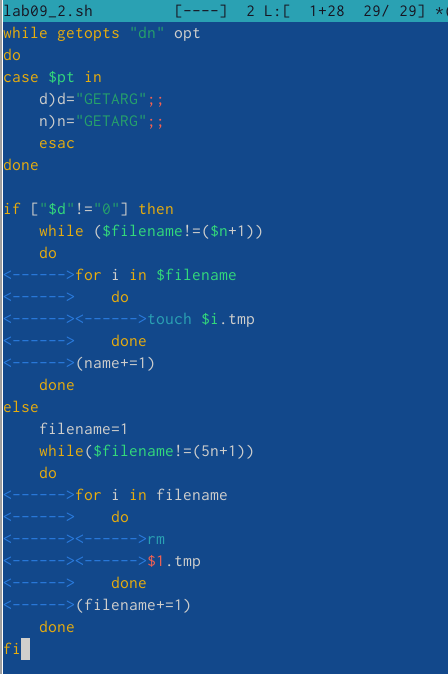 lab09_2.sh [----] 2 L:[ 1+28 29/ 29] *(
while getopts "dn" opt
do
case $pt in
    d)d="GETARG";;
    n)n="GETARG";;
    esac
done

if ["$d"!="0"] then
    while ($filename!=($n+1))
    do
<------>for i in $filename
<------>    do
<------><------>touch $i.tmp
<------>    done
<------>(name+=1)
    done
else
    filename=1
    while($filename!=(5n+1))
    do
<------>for i in filename
<------>    do
<------><------>rm
<------><------>$1.tmp
<------>    done
<------>(filename+=1)
    done
fi